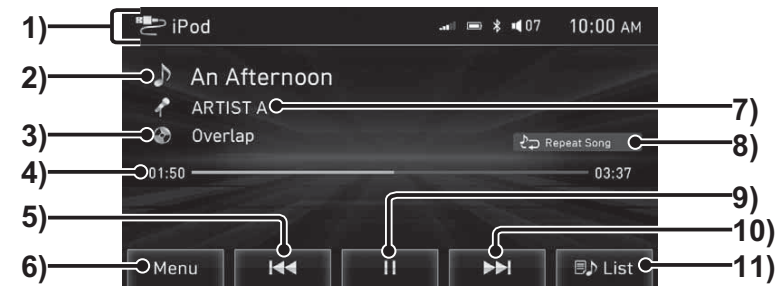 1) iPod 07 10:00 AM
2) An Afternoon
ARTIST A 7)
3) Overlap
Repeat Song 8)
4) 01:50 03:37
5) 9)
10)
6) Menu List 11)